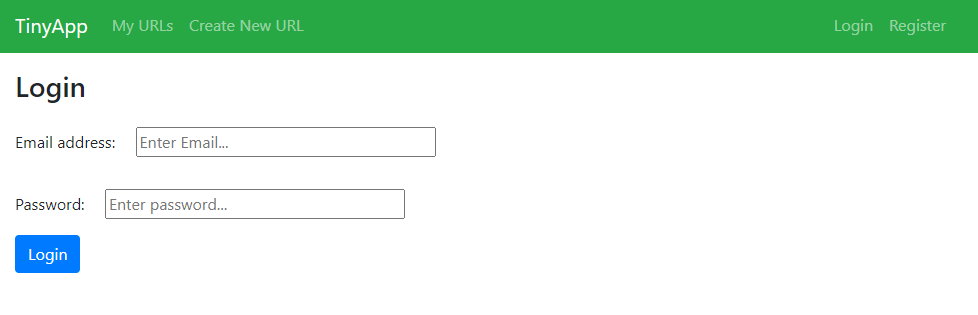 TinyApp My URLs Create New URL Login Register
Login
Email address: Enter Email...
Password: Enter password...
Login